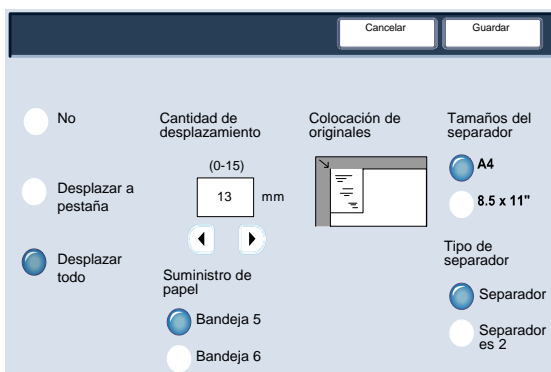 Cancelar
Guardar
No
Desplazar a
pestaña
Desplazar
todo
Cantidad de
desplazamiento
(0-15)
13 mm
Suministro de
papel
Bandeja 5
Bandeja 6
Colocación de
originales
Tamaños del
separador
A4
8.5 x 11"
Tipo de
separador
Separador
Separador
es 2